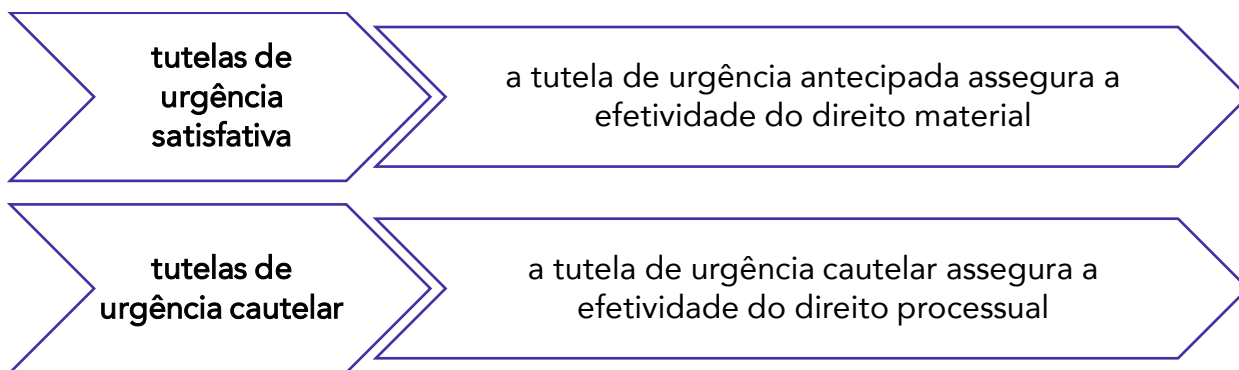 tutelas de
urgência
satisfativa
a tutela de urgência antecipada assegura a
efetividade do direito material
tutelas de
urgência cautelar
a tutela de urgência cautelar assegura a
efetividade do direito processual